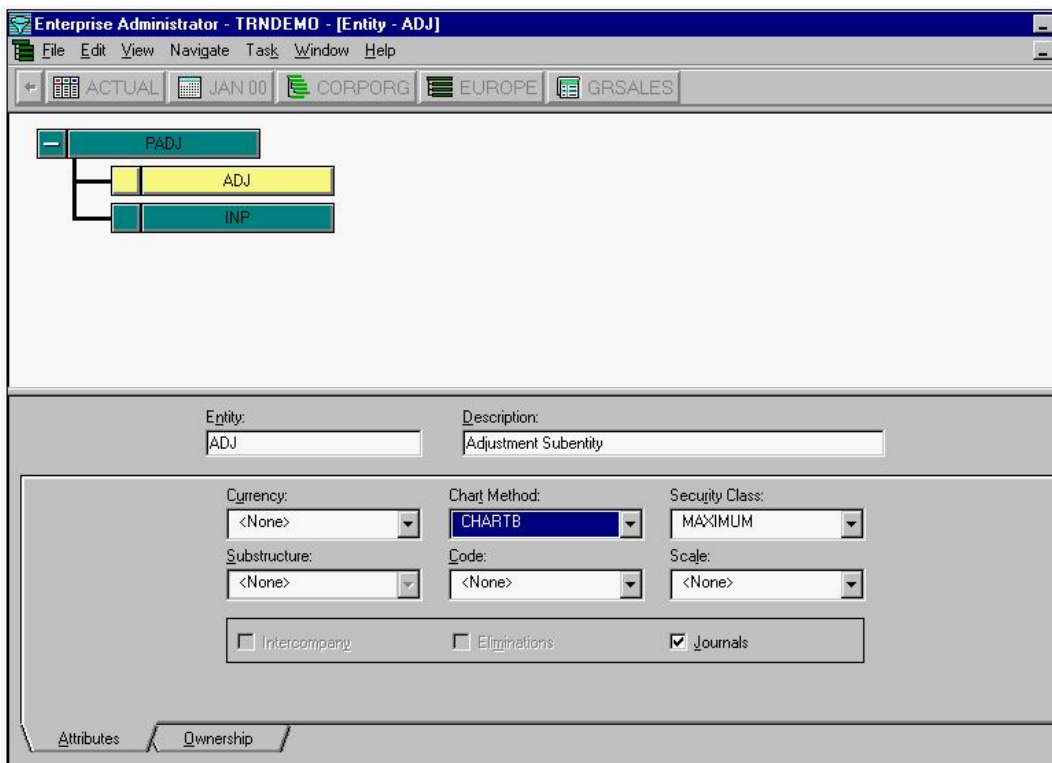 Enterprise Administrator - TRNDEMO - [Entity - ADJ]
File Edit View Navigate Task Window Help
ACTUAL JAN 00 CORPORG EUROPE GRSALES
PADJ
ADJ
INP
Entity: Description:
ADJ Adjustment Subentity
Currency: Chart Method: Security Class:
<None> CHARTB MAXIMUM
Substructure: Code: Scale:
<None> <None> <None>
Intercompany Eliminations Journals
Attributes Ownership